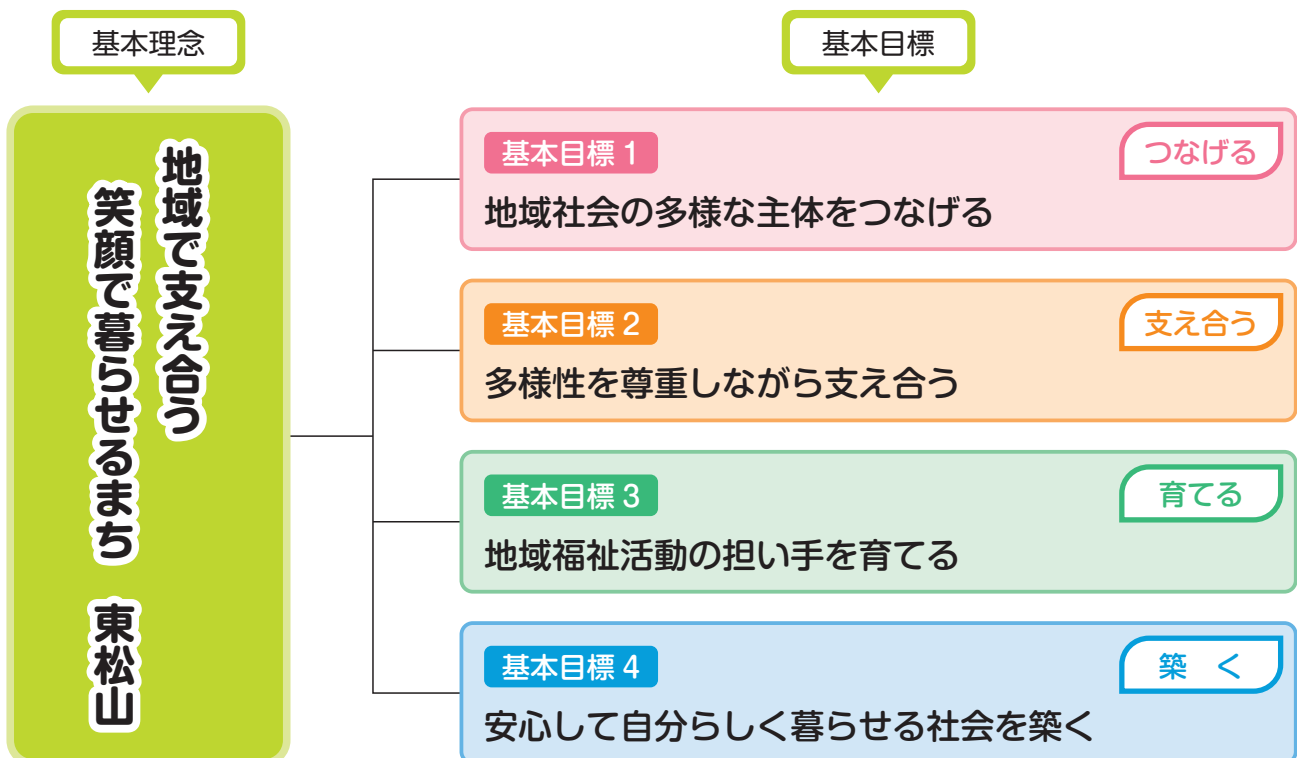 基本理念
地域で支え合う
笑顔で暮らせるまち　東松山
基本目標
基本目標 1
つなげる
地域社会の多様な主体をつなげる
基本目標 2
支え合う
多様性を尊重しながら支え合う
基本目標 3
育てる
地域福祉活動の担い手を育てる
基本目標 4
築　く
安心して自分らしく暮らせる社会を築く